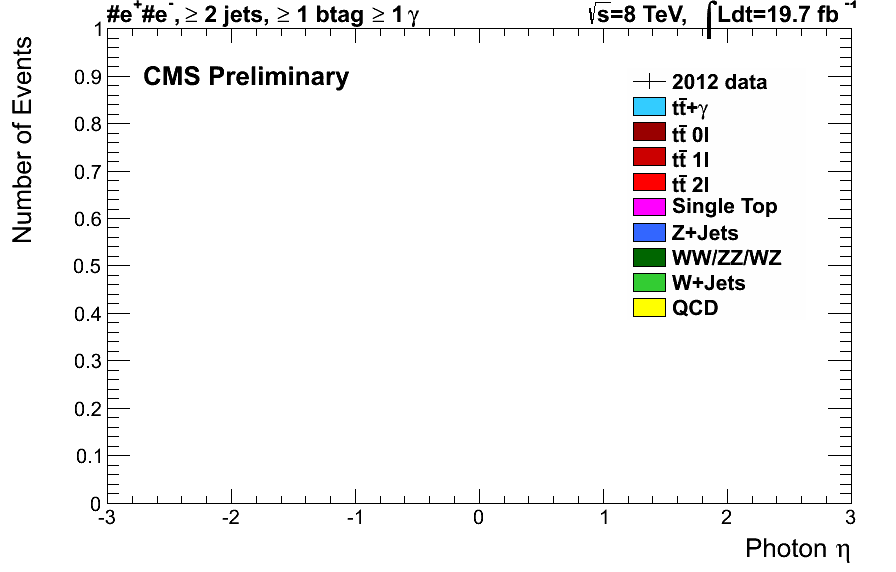 #e⁺#e⁻, ≥ 2 jets, ≥ 1 btag ≥ 1 γ
√s=8 TeV, ∫Ldt=19.7 fb⁻¹
CMS Preliminary
2012 data
tt̄+γ
tt̄ 0l
tt̄ 1l
tt̄ 2l
Single Top
Z+Jets
WW/ZZ/WZ
W+Jets
QCD
Number of Events
1
0.9
0.8
0.7
0.6
0.5
0.4
0.3
0.2
0.1
0
-3 -2 -1 0 1 2 3
Photon η